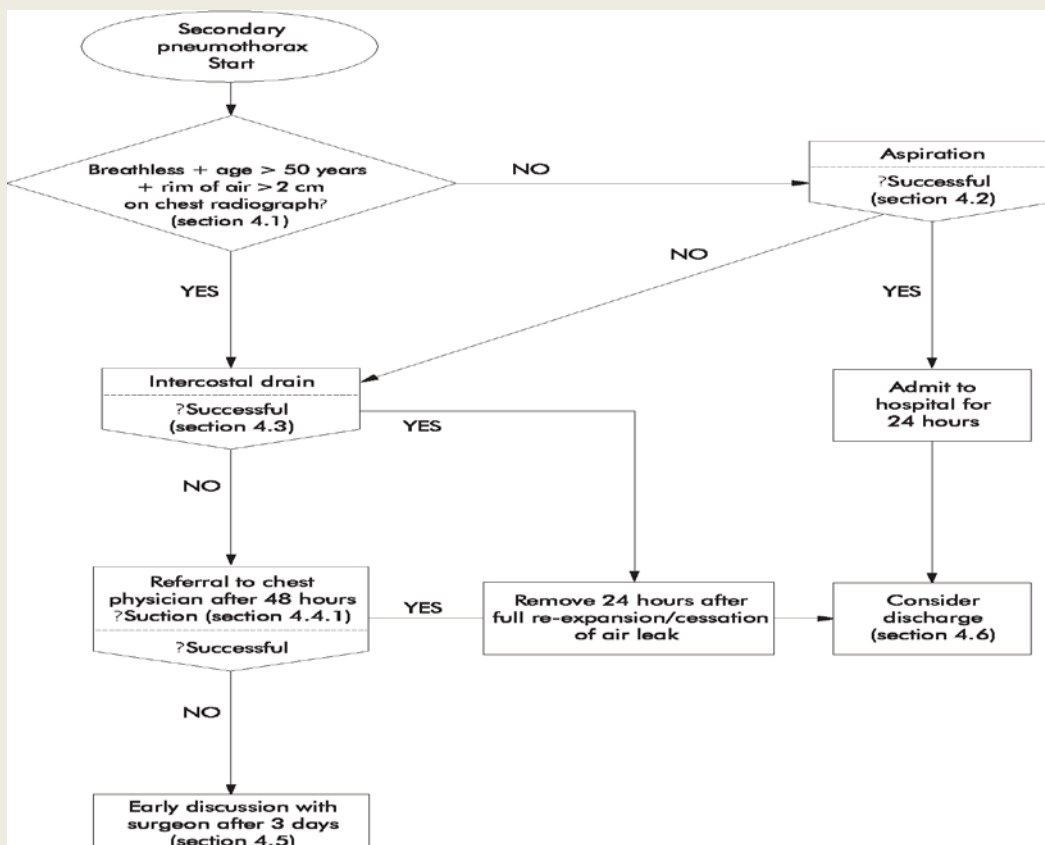 Secondary
pneumothorax
Start
Breathless + age > 50 years
+ rim of air > 2 cm
on chest radiograph?
(section 4.1)
NO
Aspiration
?Successful
(section 4.2)
NO
YES
YES
Intercostal drain
?Successful
(section 4.3)
YES
Admit to
hospital for
24 hours
NO
Referral to chest
physician after 48 hours
?Suction (section 4.4.1)
?Successful
YES
Remove 24 hours after
full re-expansion/cessation
of air leak
Consider
discharge
(section 4.6)
NO
Early discussion with
surgeon after 3 days
(section 4.5)